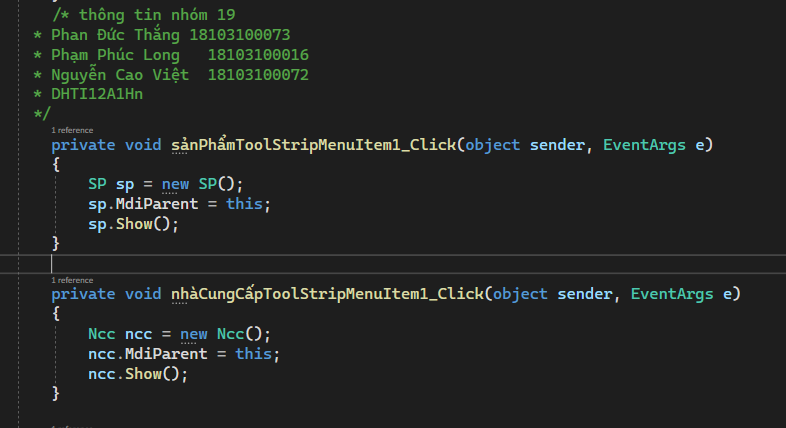 /* thông tin nhóm 19
* Phan Đức Thắng 18103100073
* Phạm Phúc Long   18103100016
* Nguyễn Cao Việt  18103100072
* DHTI12A1Hn
*/
1 reference
private void sảnPhẩmToolStripMenuItem1_Click(object sender, EventArgs e)
{
SP sp = new SP();
sp.MdiParent = this;
sp.Show();
}
1 reference
private void nhàCungCấpToolStripMenuItem1_Click(object sender, EventArgs e)
{
Ncc ncc = new Ncc();
ncc.MdiParent = this;
ncc.Show();
}